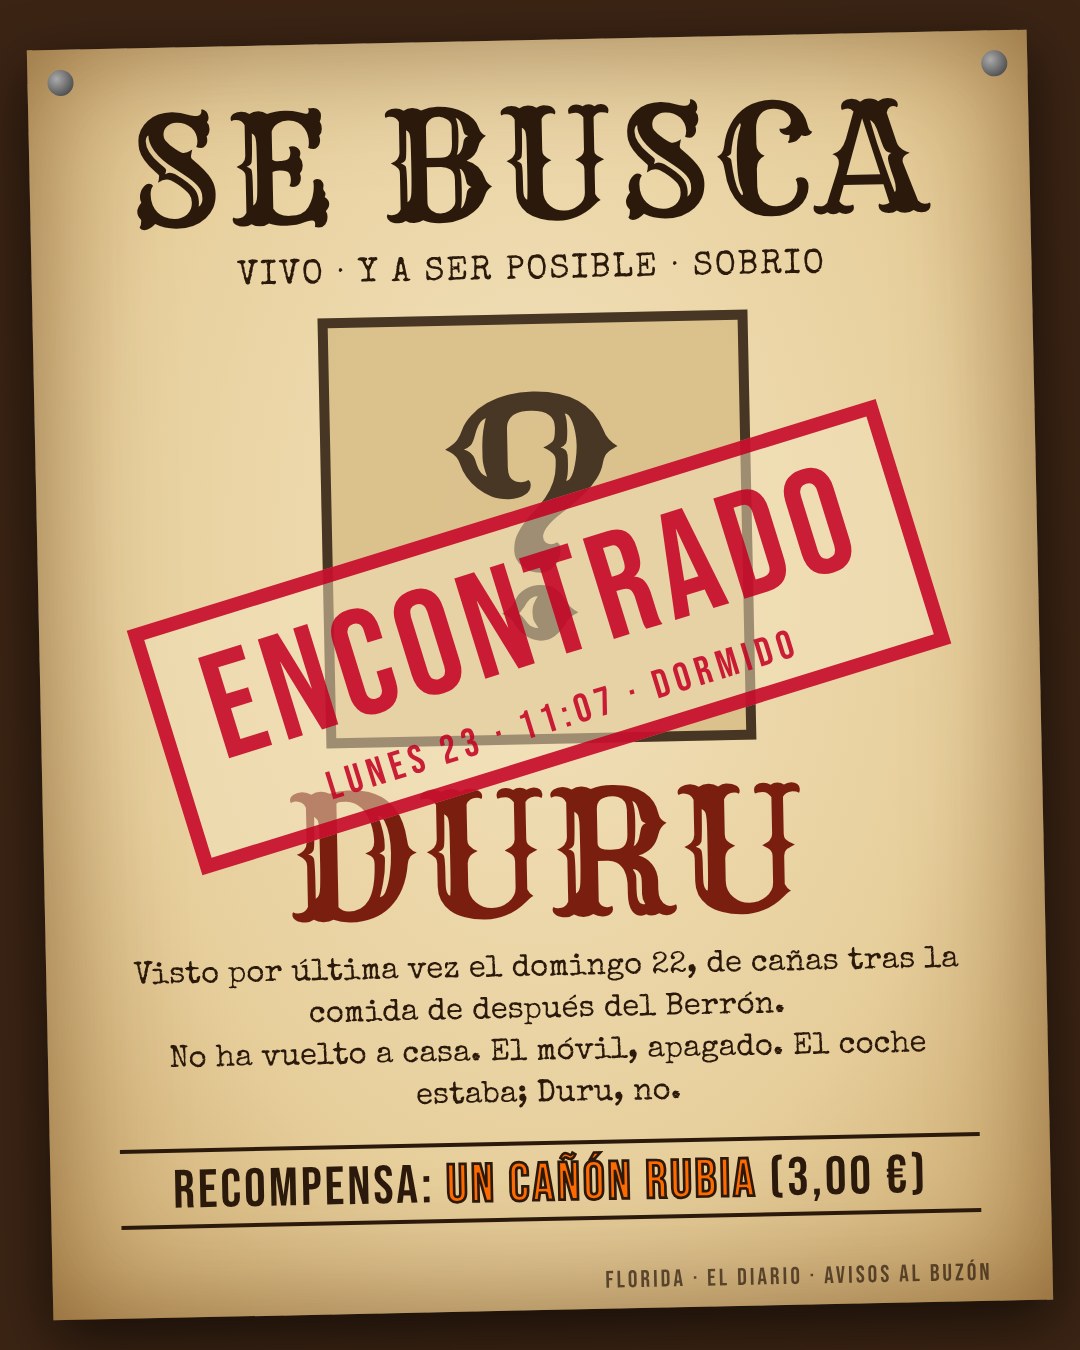 SE BUSCA
VIVO · Y A SER POSIBLE · SOBRIO
?
ENCONTRADO
LUNES 23 · 11:07 · DORMIDO
DURU
Visto por última vez el domingo 22, de cañas tras la
comida de después del Berrón.
No ha vuelto a casa. El móvil, apagado. El coche
estaba; Duru, no.
RECOMPENSA: UN CAÑÓN RUBIA (3,00 €)
FLORIDA · EL DIARIO · AVISOS AL BUZÓN